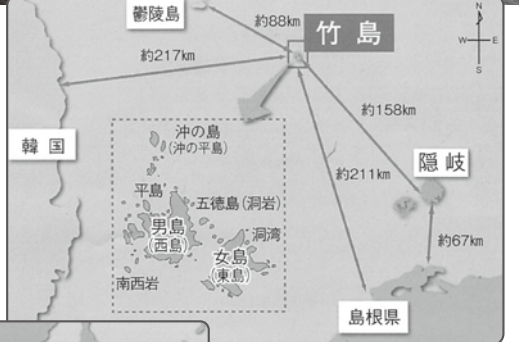 鬱陵島
約88km
竹島
N
W
E
S
約217km
約158km
韓国
沖の島
(沖の平島)
約211km
隠岐
平島
五徳島(洞岩)
男島
(西島)
洞湾
女島
(東島)
約67km
南西岩
島根県